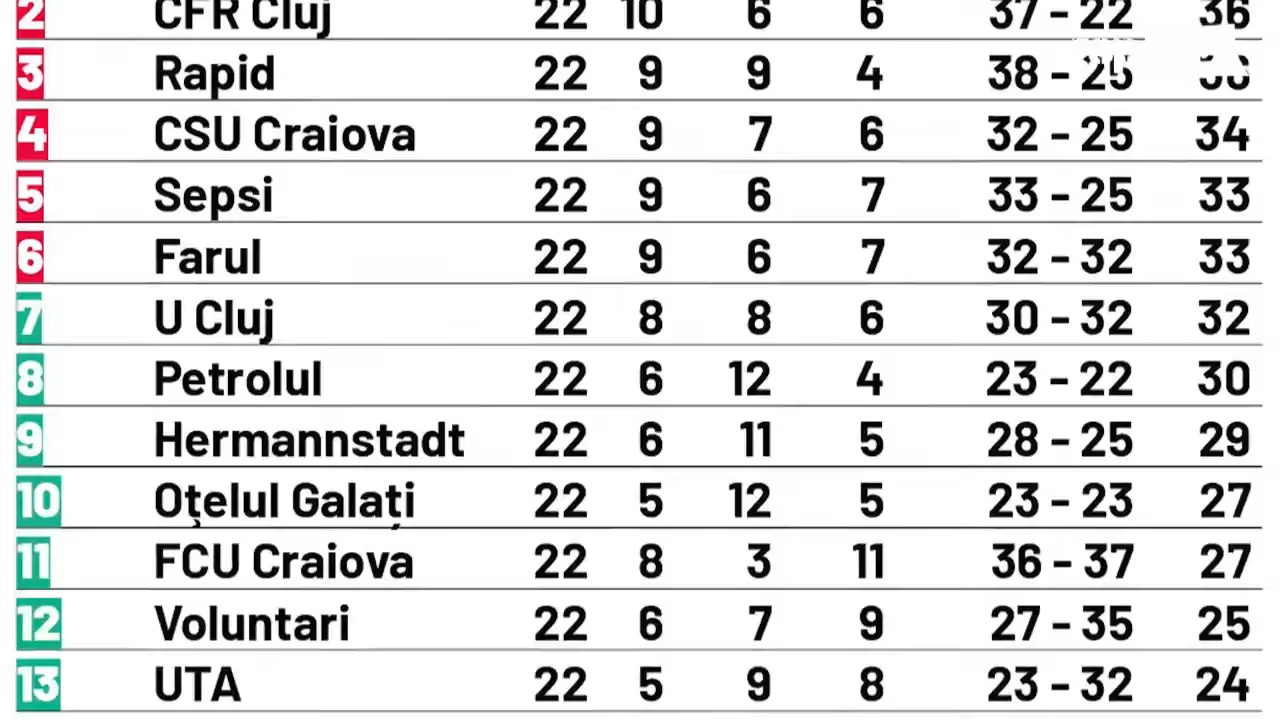 2 CFR Cluj 22 10 6 6 37 - 22 36
3 Rapid 22 9 9 4 38 - 25
4 CSU Craiova 22 9 7 6 32 - 25 34
5 Sepsi 22 9 6 7 33 - 25 33
6 Farul 22 9 6 7 32 - 32 33
7 U Cluj 22 8 8 6 30 - 32 32
8 Petrolul 22 6 12 4 23 - 22 30
9 Hermannstadt 22 6 11 5 28 - 25 29
10 Oțelul Galați 22 5 12 5 23 - 23 27
11 FCU Craiova 22 8 3 11 36 - 37 27
12 Voluntari 22 6 7 9 27 - 35 25
13 UTA 22 5 9 8 23 - 32 24